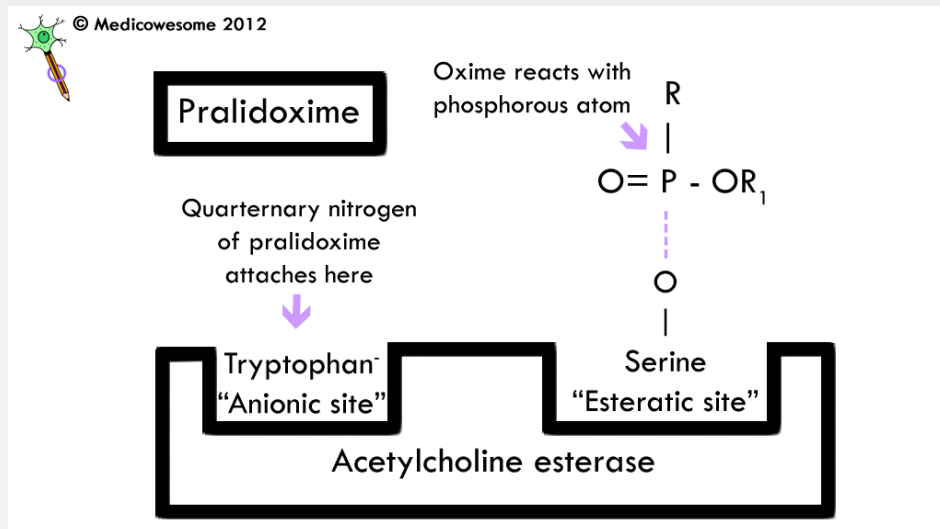 © Medicowesome 2012
Pralidoxime
Oxime reacts with
phosphorous atom
R
|
O= P - OR₁
Quarternary nitrogen
of pralidoxime
attaches here
O
|
Tryptophan⁻
"Anionic site"
Serine
"Esteratic site"
Acetylcholine esterase